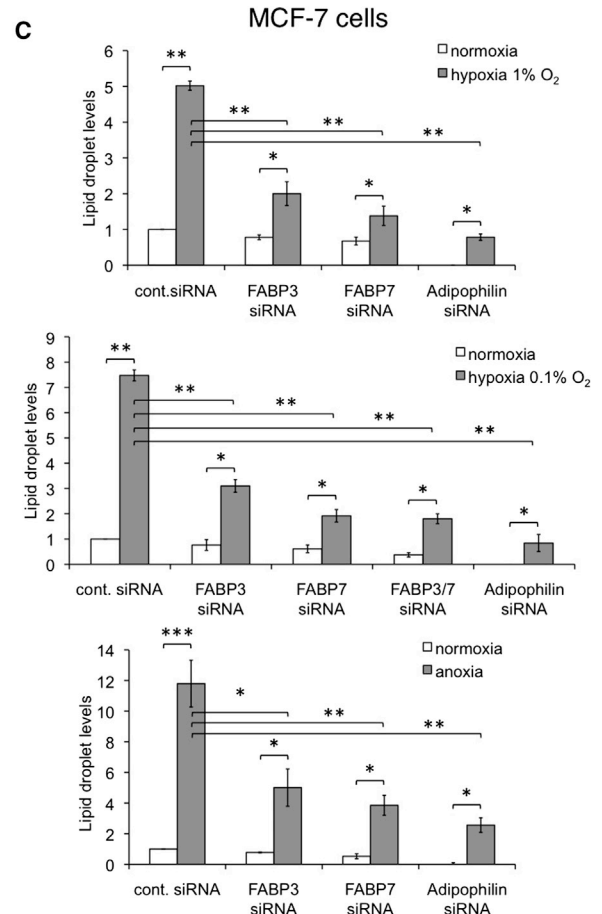 C
MCF-7 cells
Lipid droplet levels
6
5
4
3
2
1
0
normoxia
hypoxia 1% O₂
**
**
**
**
*
*
*
cont.siRNA
FABP3 siRNA
FABP7 siRNA
Adipophilin siRNA
Lipid droplet levels
9
8
7
6
5
4
3
2
1
0
normoxia
hypoxia 0.1% O₂
**
**
**
**
**
*
*
*
*
cont. siRNA
FABP3 siRNA
FABP7 siRNA
FABP3/7 siRNA
Adipophilin siRNA
Lipid droplet levels
14
12
10
8
6
4
2
0
normoxia
anoxia
***
*
**
**
*
*
*
cont. siRNA
FABP3 siRNA
FABP7 siRNA
Adipophilin siRNA